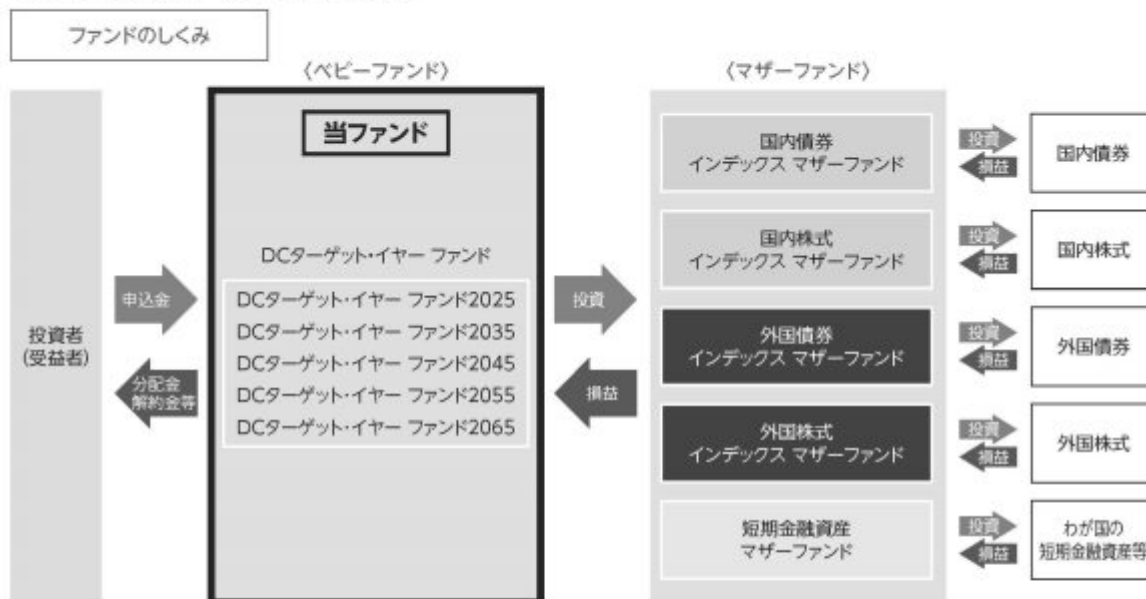 ファンドのしくみ
〈ベビーファンド〉
〈マザーファンド〉
投資者
(受益者)
申込金
分配金
解約金等
当ファンド
DCターゲット・イヤー ファンド
DCターゲット・イヤー ファンド2025
DCターゲット・イヤー ファンド2035
DCターゲット・イヤー ファンド2045
DCターゲット・イヤー ファンド2055
DCターゲット・イヤー ファンド2065
投資
損益
国内債券
インデックス マザーファンド
投資
損益
国内債券
国内株式
インデックス マザーファンド
投資
損益
国内株式
外国債券
インデックス マザーファンド
投資
損益
外国債券
外国株式
インデックス マザーファンド
投資
損益
外国株式
短期金融資産
マザーファンド
投資
損益
わが国の
短期金融資産等